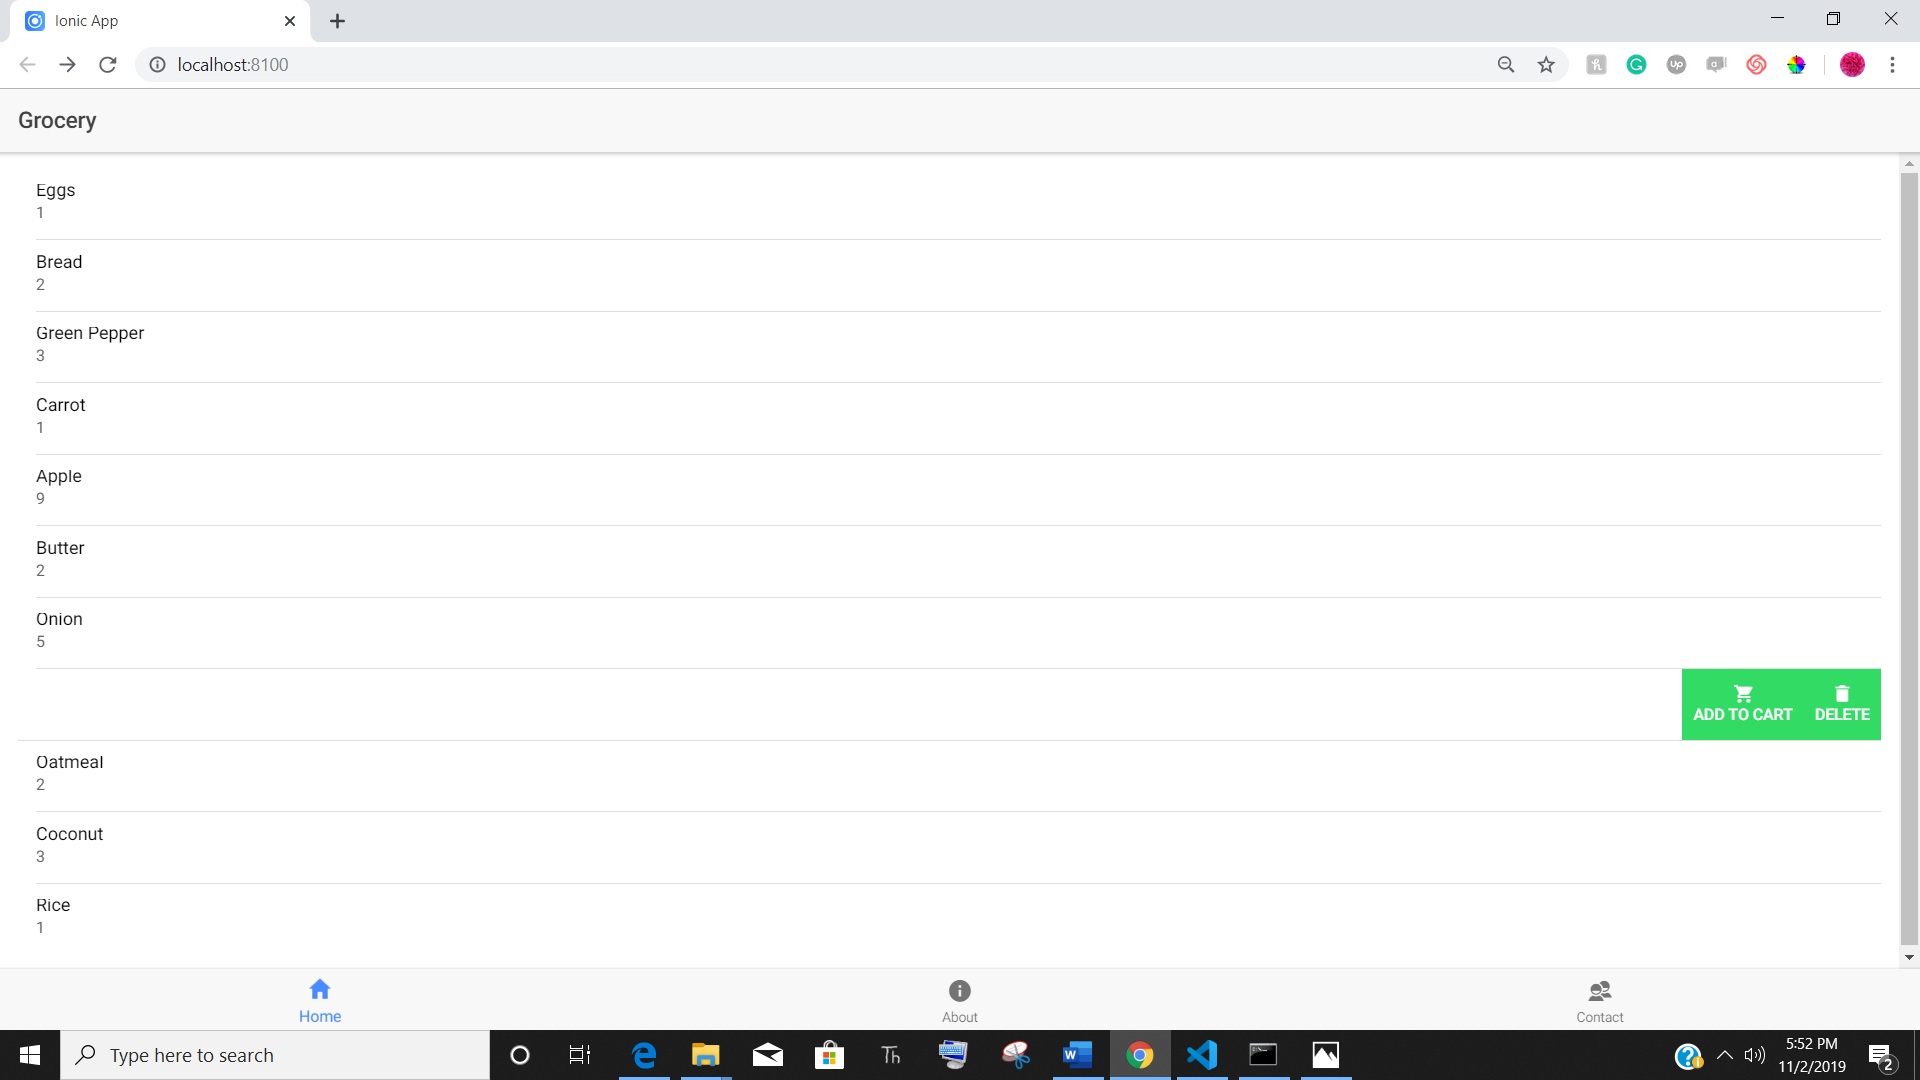 Ionic App
localhost:8100
Grocery
Eggs
1
Bread
2
Green Pepper
3
Carrot
1
Apple
9
Butter
2
Onion
5
ADD TO CART DELETE
Oatmeal
2
Coconut
3
Rice
1
Home About Contact
Type here to search
Th
5:52 PM
11/2/2019
2